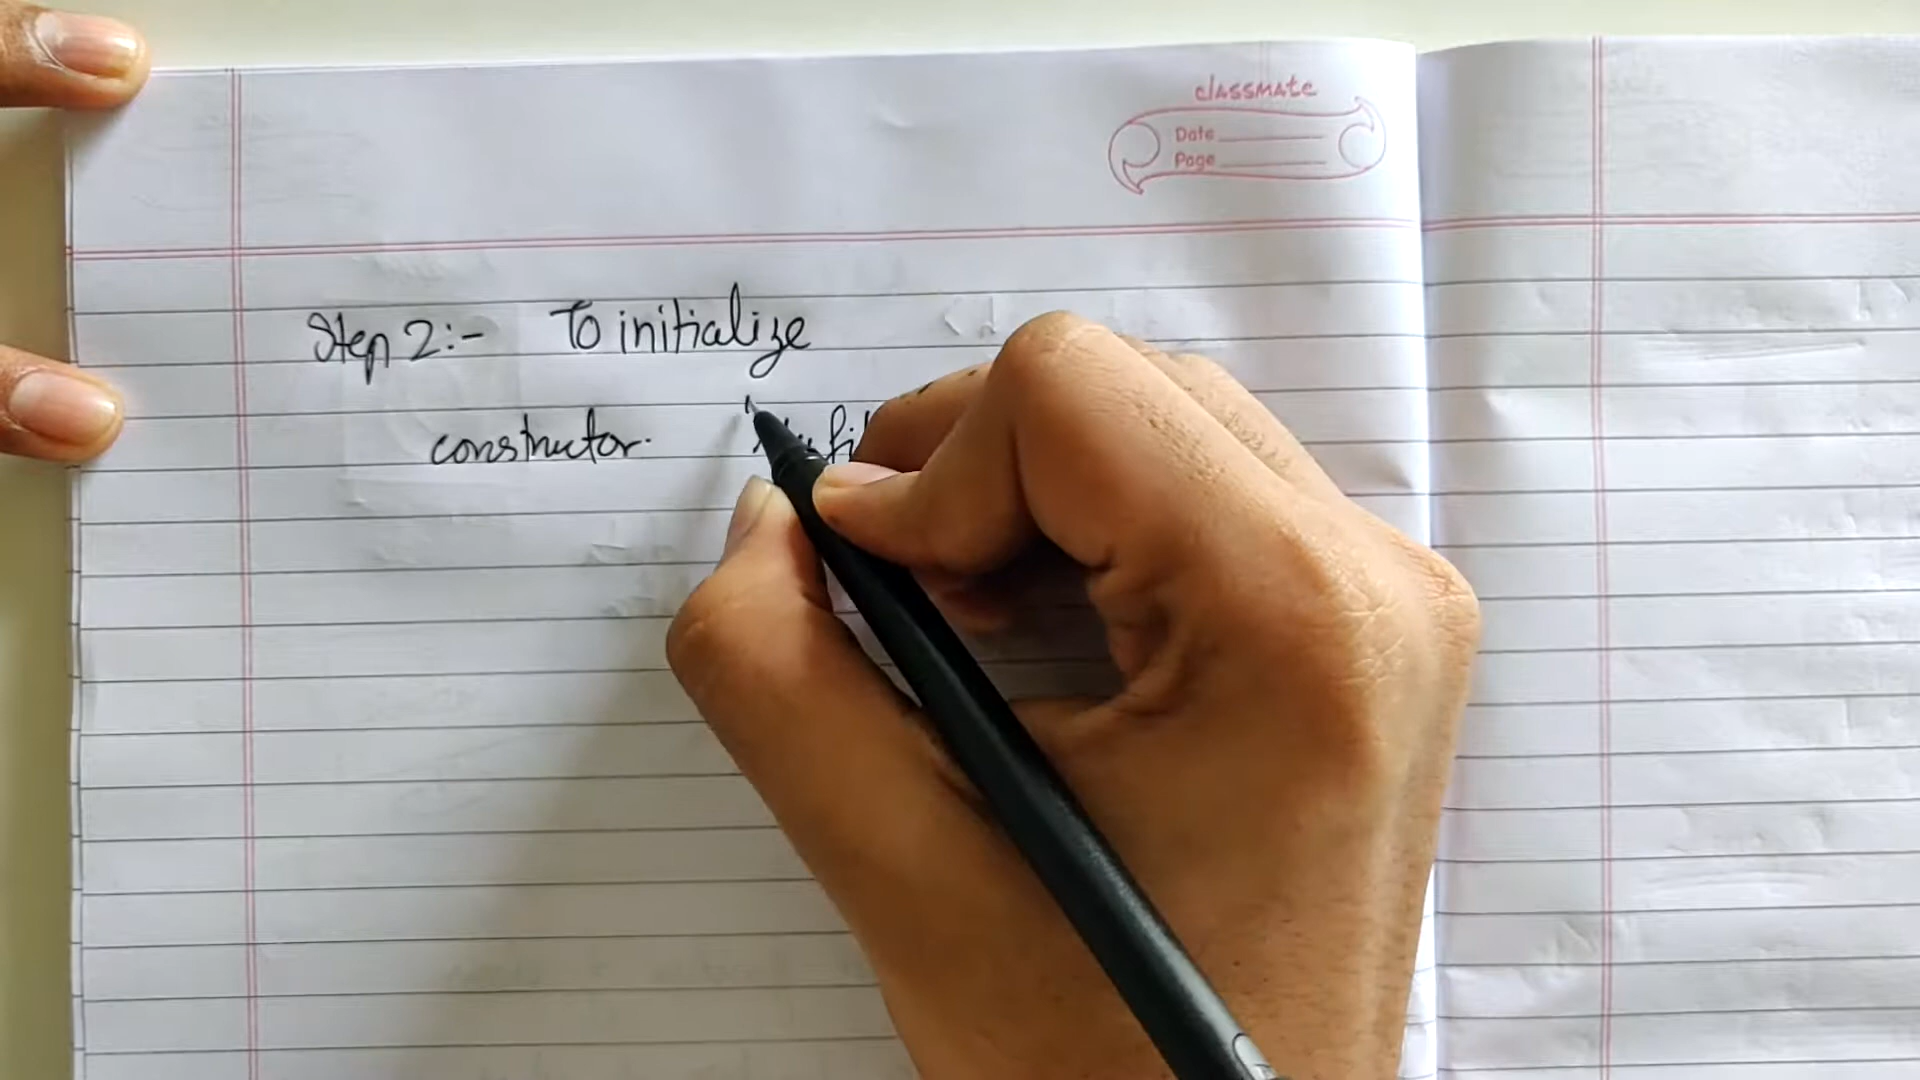 classmate
Date
Page
Step 2:- To initialize
constructor.